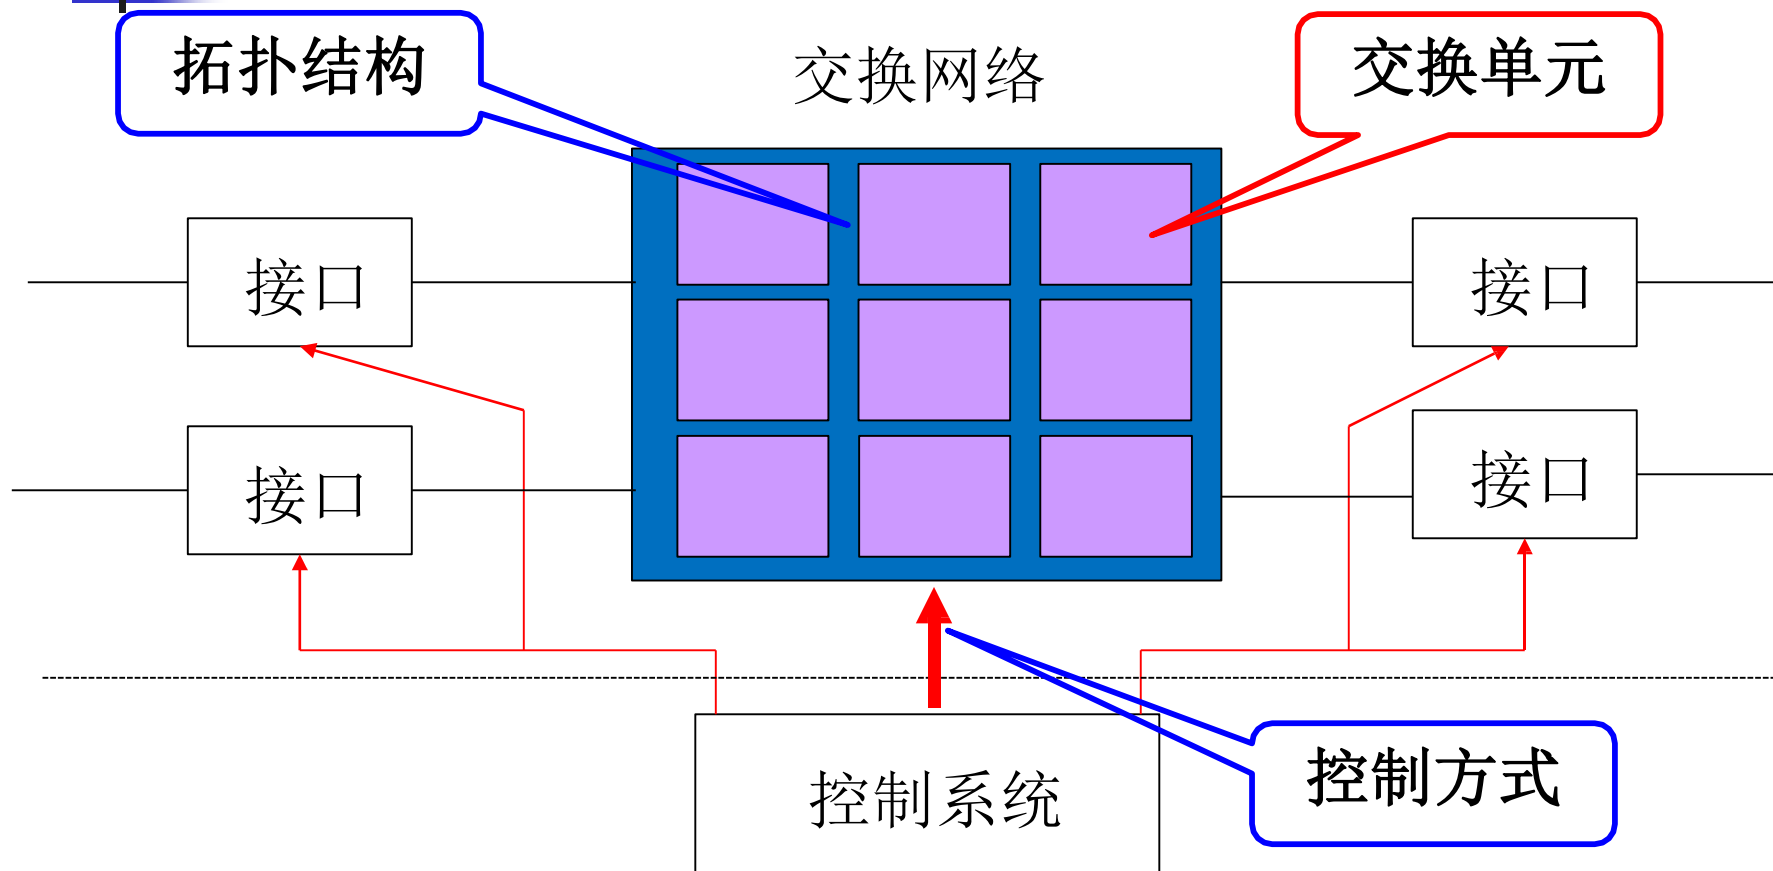 拓扑结构
交换网络
交换单元
接口
接口
接口
接口
控制系统
控制方式